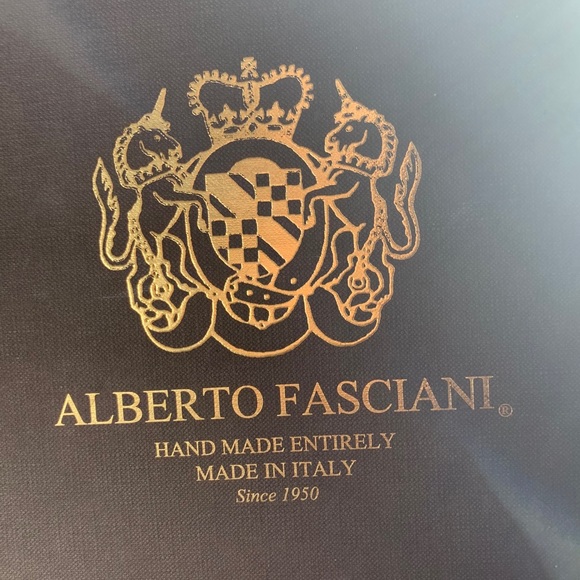 ALBERTO FASCIANI®
HAND MADE ENTIRELY
MADE IN ITALY
Since 1950